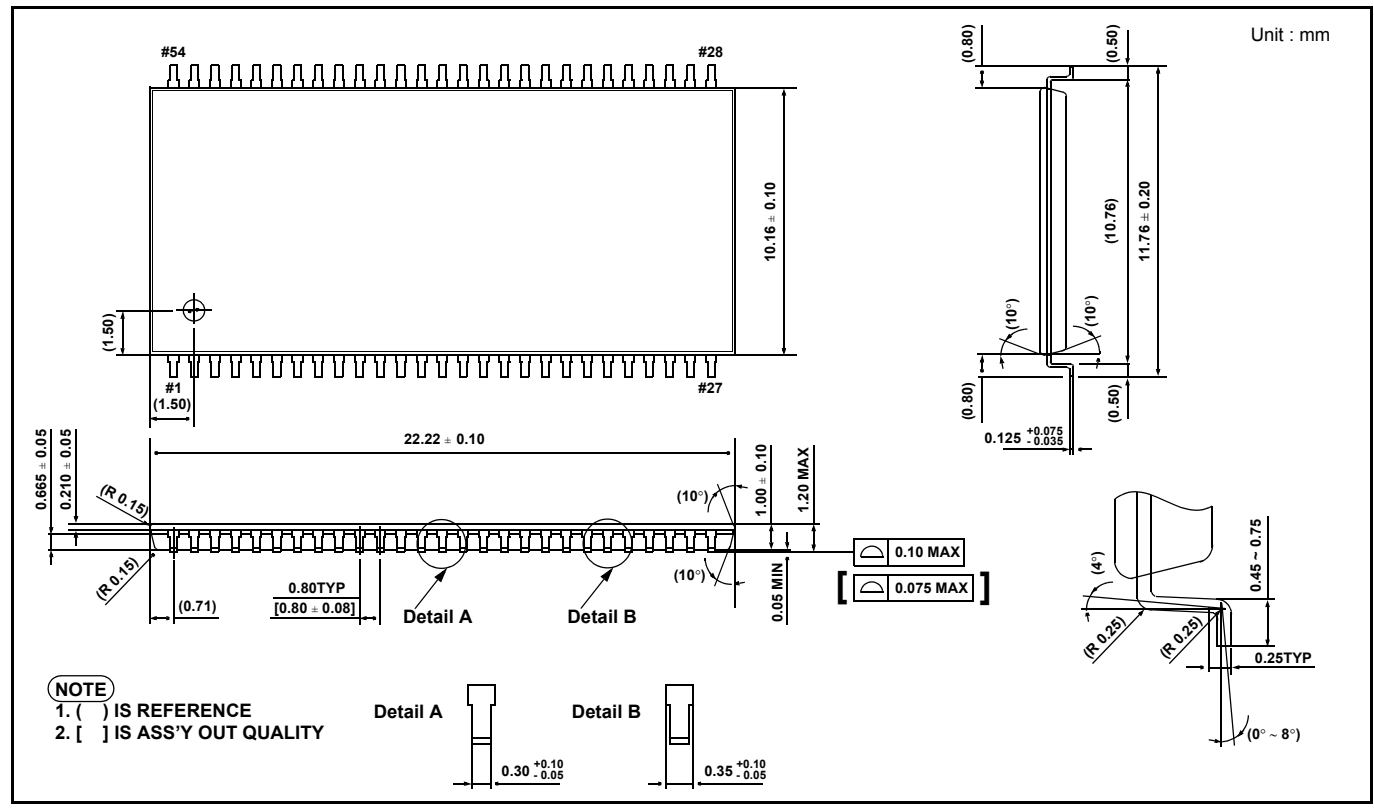 Unit : mm
#54
#28
(0.80)
(0.50)
10.16 ± 0.10
(10.76)
11.76 ± 0.20
(1.50)
(10°)
(10°)
#1
#27
(1.50)
(0.80)
(0.50)
0.125 +0.075 - 0.035
0.665 ± 0.05
0.210 ± 0.05
22.22 ± 0.10
1.00 ± 0.10
1.20 MAX
(R 0.15)
(10°)
(R 0.15)
(10°)
0.05 MIN
0.10 MAX
[ 0.075 MAX ]
(0.71)
0.80TYP
[0.80 ± 0.08]
Detail A
Detail B
(4°)
0.45 ~ 0.75
(R 0.25)
(R 0.25)
0.25TYP
(0° ~ 8°)
NOTE
1. ( ) IS REFERENCE
2. [ ] IS ASS'Y OUT QUALITY
Detail A
Detail B
0.30 +0.10 - 0.05
0.35 +0.10 - 0.05